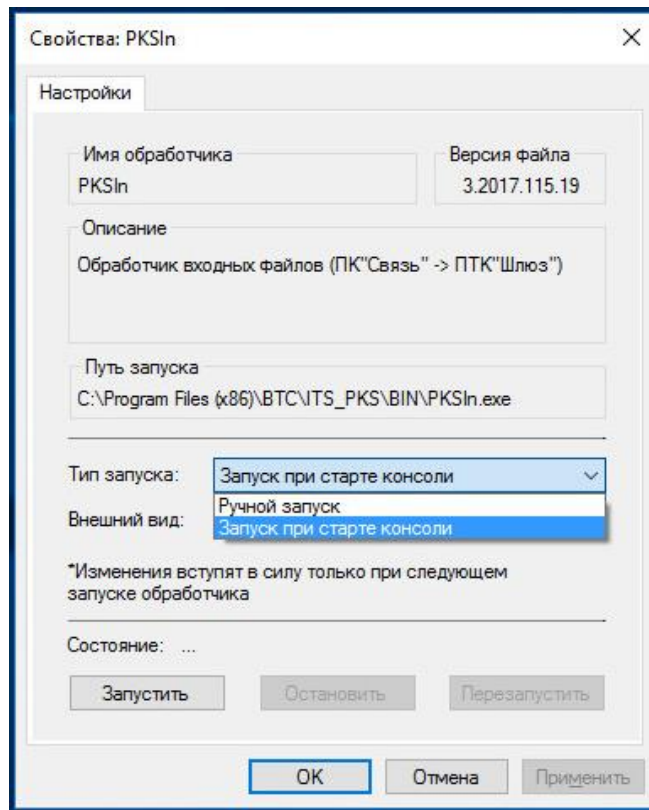 Свойства: PKSIn
Настройки
Имя обработчика
PKSIn
Версия файла
3.2017.115.19
Описание
Обработчик входных файлов (ПК"Связь" -> ПТК"Шлюз")
Путь запуска
C:\Program Files (x86)\BTC\ITS_PKS\BIN\PKSIn.exe
Тип запуска:
Запуск при старте консоли
Ручной запуск
Запуск при старте консоли
Внешний вид:
*Изменения вступят в силу только при следующем
запуске обработчика
Состояние: ...
Запустить
Остановить
Перезапустить
OK
Отмена
Применить